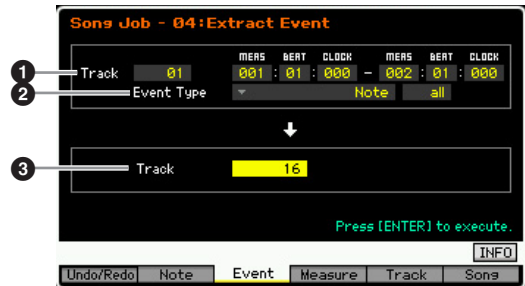 Song Job - 04:Extract Event
MEAS BEAT CLOCK MEAS BEAT CLOCK
1 Track 01 001 : 01 : 000 - 002 : 01 : 000
2 Event Type Note all
3 Track 16
Press [ENTER] to execute.
INFO
Undo/Redo Note Event Measure Track Song